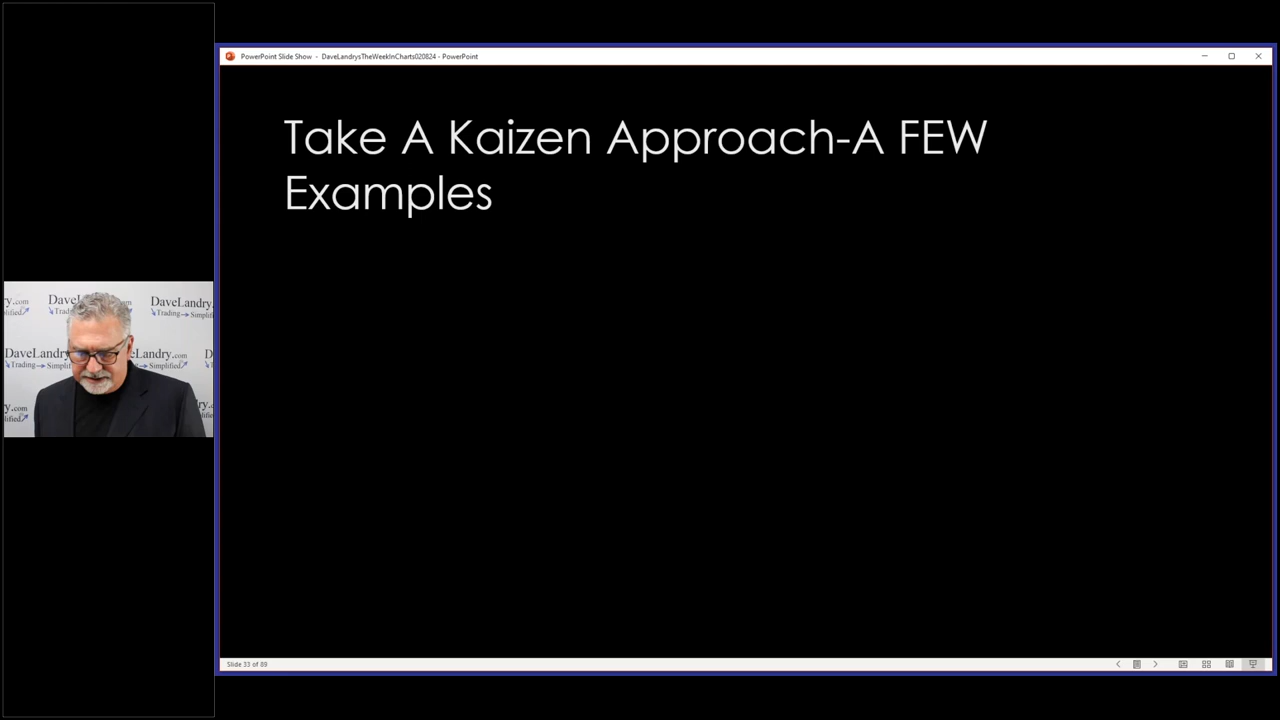 PowerPoint Slide Show - DaveLandrysTheWeekInCharts020824 - PowerPoint
Take A Kaizen Approach-A FEW
Examples
DaveLandry.com
Trading Simplified
Slide 33 of 89